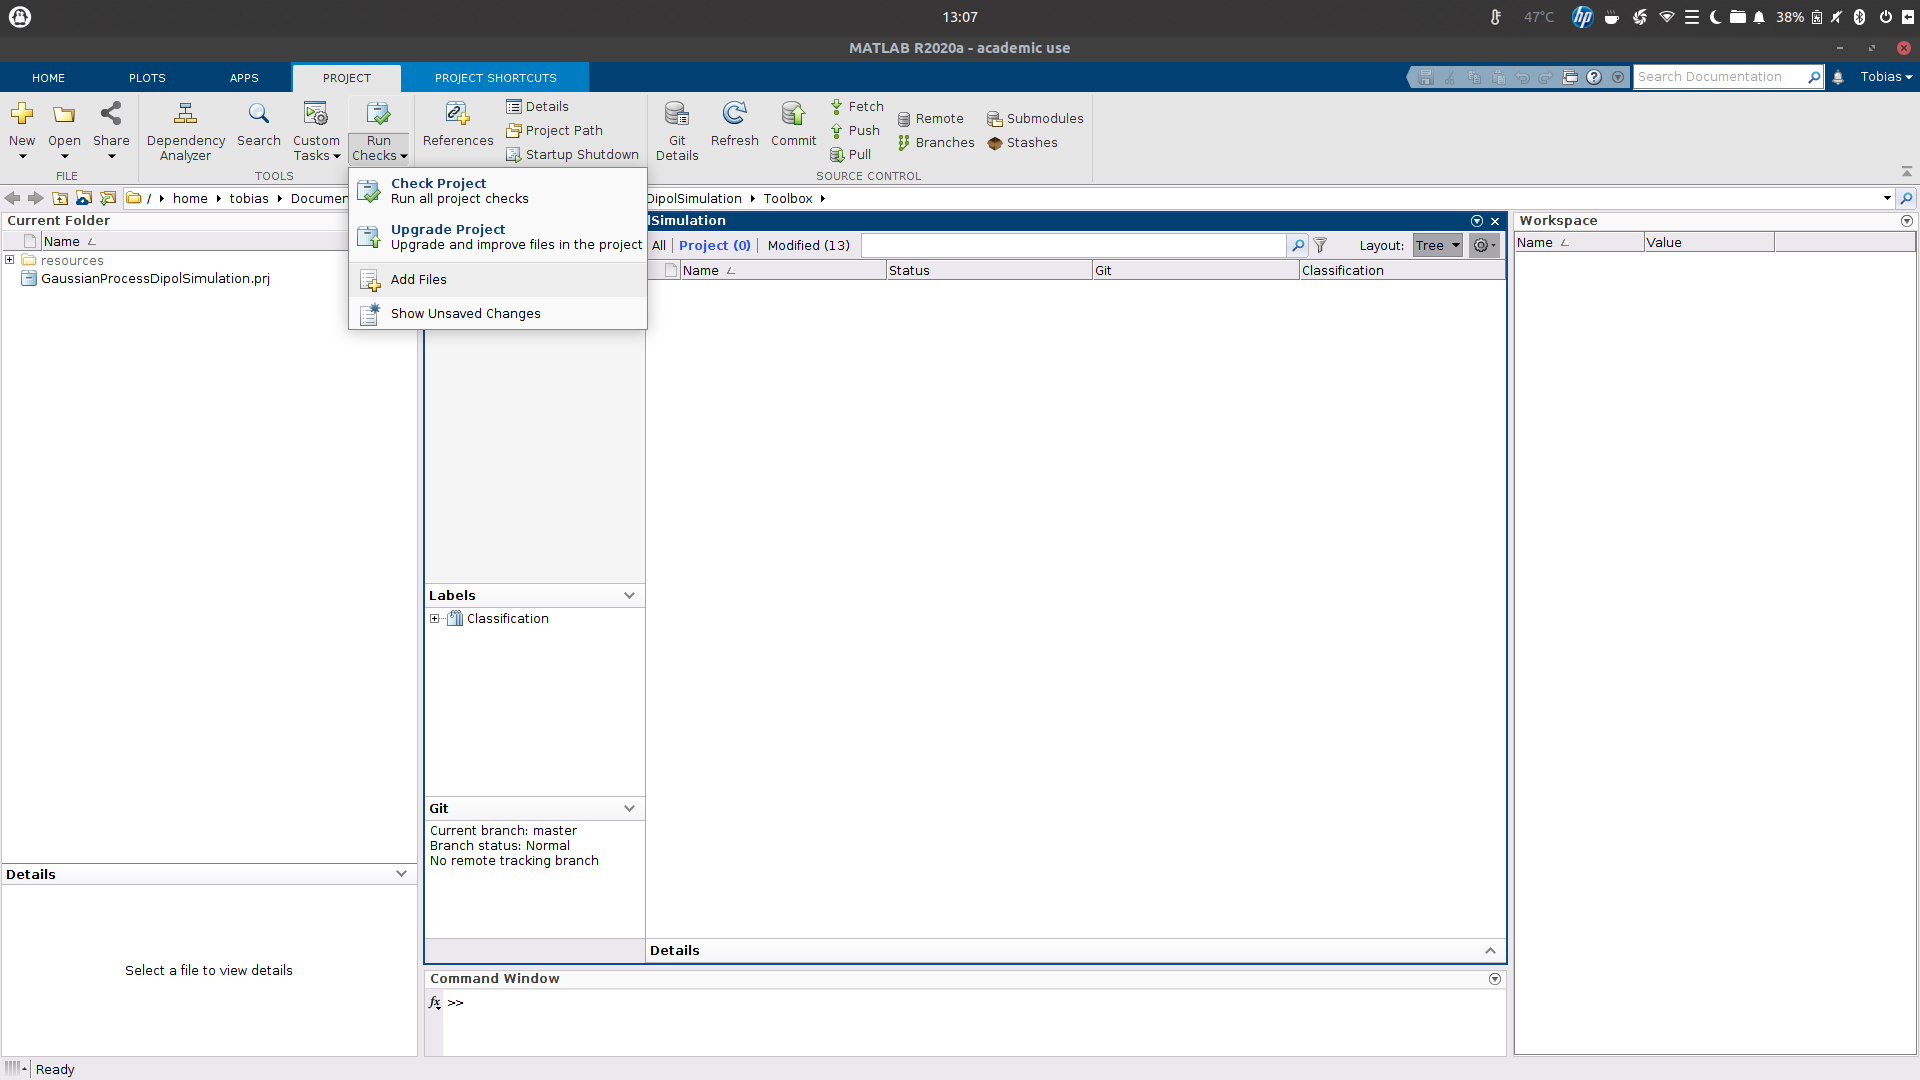 13:07
47°C
hp
38%
MATLAB R2020a - academic use
HOME
PLOTS
APPS
PROJECT
PROJECT SHORTCUTS
Search Documentation
Tobias
New
Open
Share
Dependency
Analyzer
Search
Custom
Tasks
Run
Checks
References
Details
Project Path
Startup Shutdown
Git
Details
Refresh
Commit
Fetch
Push
Pull
Remote
Branches
Submodules
Stashes
FILE
TOOLS
SOURCE CONTROL
/ home tobias Documen
DipolSimulation Toolbox
Check Project
Run all project checks
Upgrade Project
Upgrade and improve files in the project
Add Files
Show Unsaved Changes
Current Folder
Name
resources
GaussianProcessDipolSimulation.prj
Details
Select a file to view details
lSimulation
All Project (0) Modified (13)
Layout: Tree
Name Status Git Classification
Labels
Classification
Git
Current branch: master
Branch status: Normal
No remote tracking branch
Details
Command Window
fx >>
Workspace
Name Value
Ready